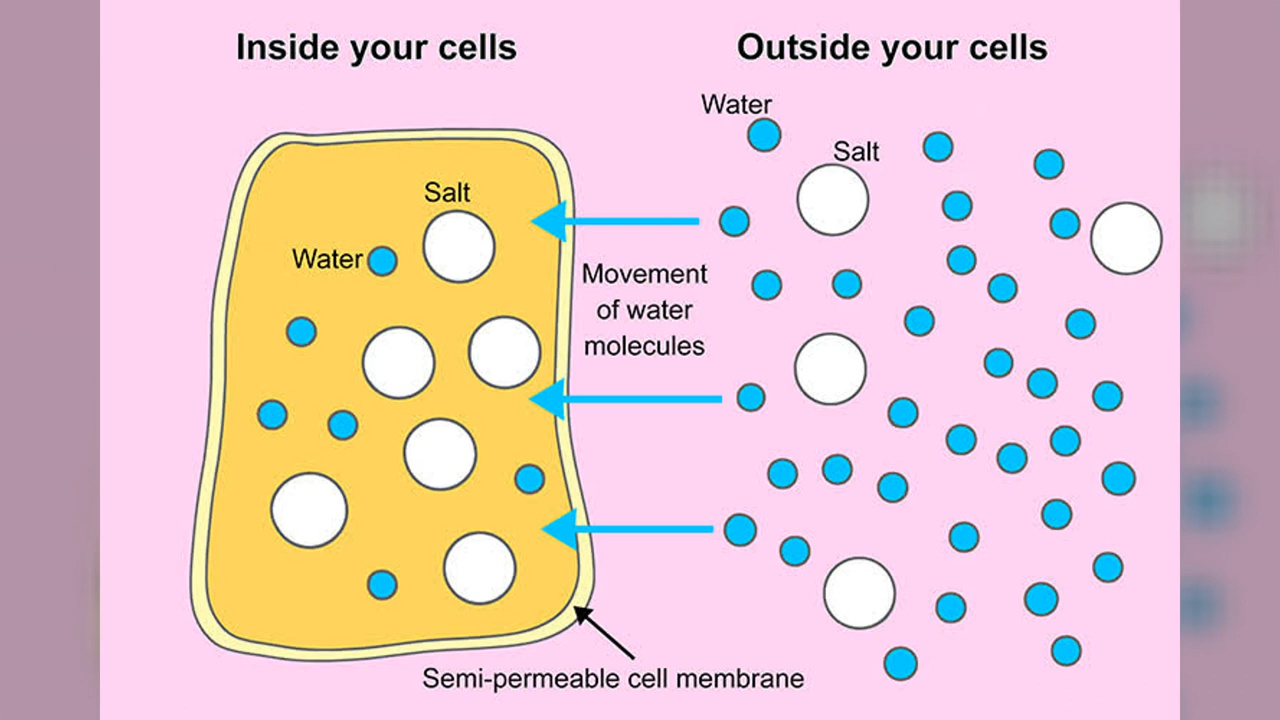 Inside your cells
Outside your cells
Water
Salt
Salt
Water
Movement
of water
molecules
Semi-permeable cell membrane